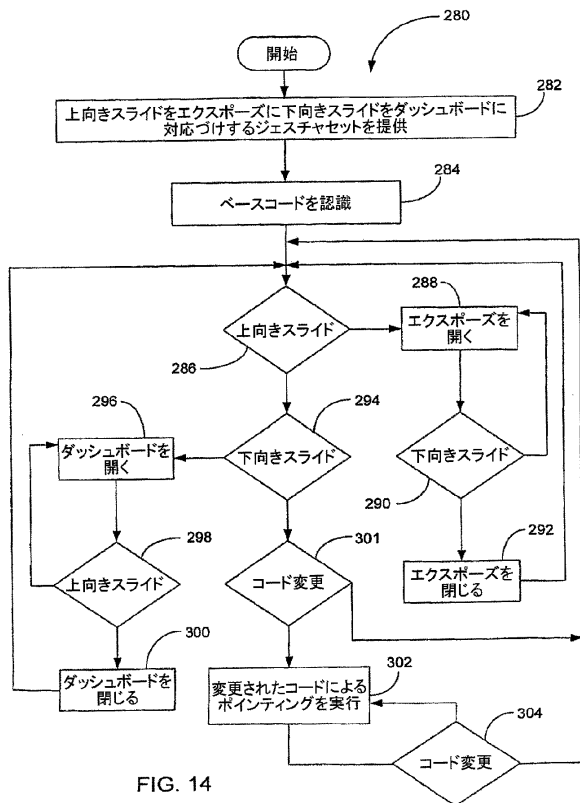 280
開始
282
上向きスライドをエクスポーズに下向きスライドをダッシュボードに
対応づけするジェスチャセットを提供
284
ベースコードを認識
288
上向きスライド
エクスポーズを
開く
286
294
296
ダッシュボードを
開く
下向きスライド
下向きスライド
290
298
301
292
上向きスライド
コード変更
エクスポーズを
閉じる
300
302
ダッシュボードを
閉じる
変更されたコードによる
ポインティングを実行
304
コード変更
FIG. 14